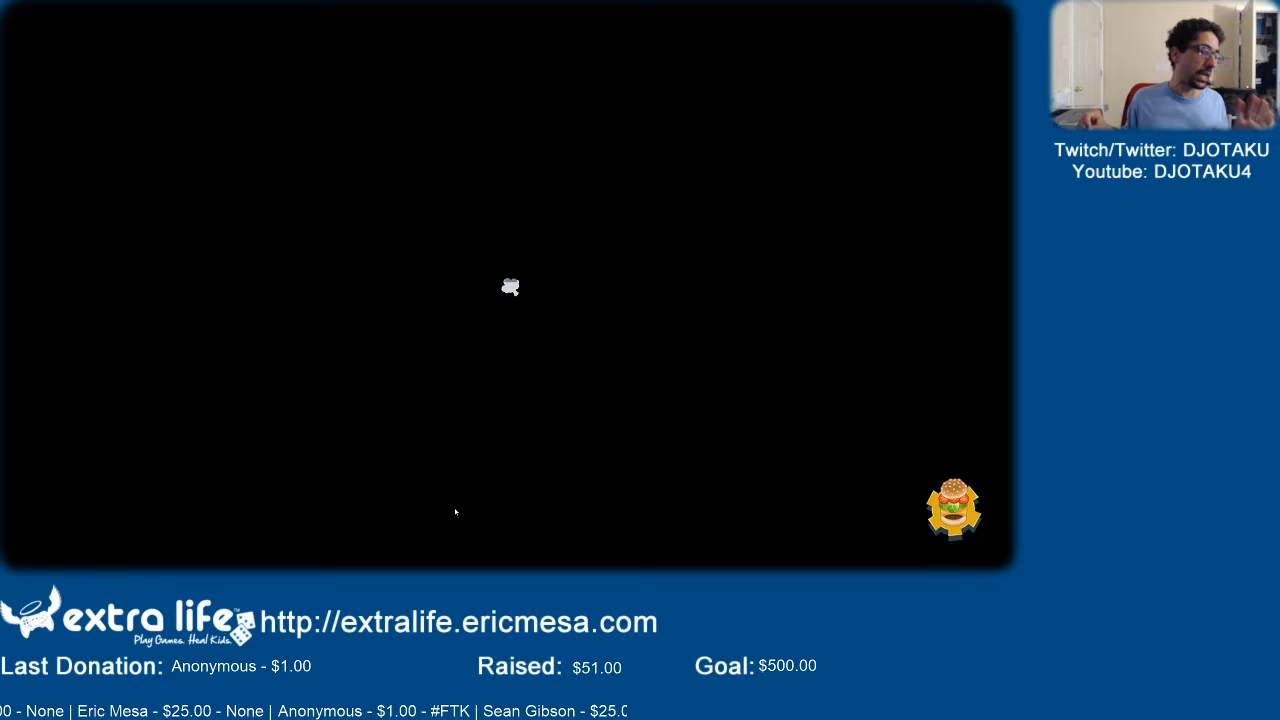 Twitch/Twitter: DJOTAKU
Youtube: DJOTAKU4
extra life
Play Games. Heal Kids.
http://extralife.ericmesa.com
Last Donation: Anonymous - $1.00
Raised: $51.00
Goal: $500.00
00 - None | Eric Mesa - $25.00 - None | Anonymous - $1.00 - #FTK | Sean Gibson - $25.0